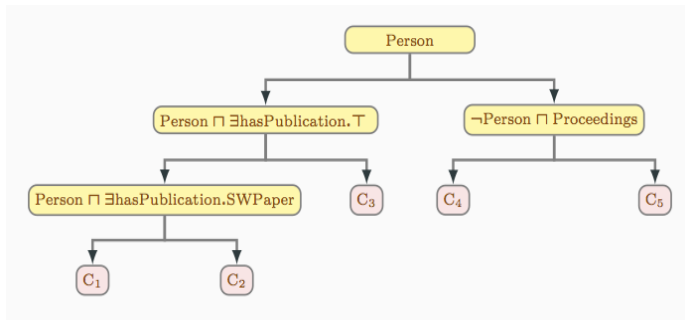 Person
Person ⊓ ∃hasPublication.⊤
¬Person ⊓ Proceedings
Person ⊓ ∃hasPublication.SWPaper
C₃
C₄
C₅
C₁
C₂